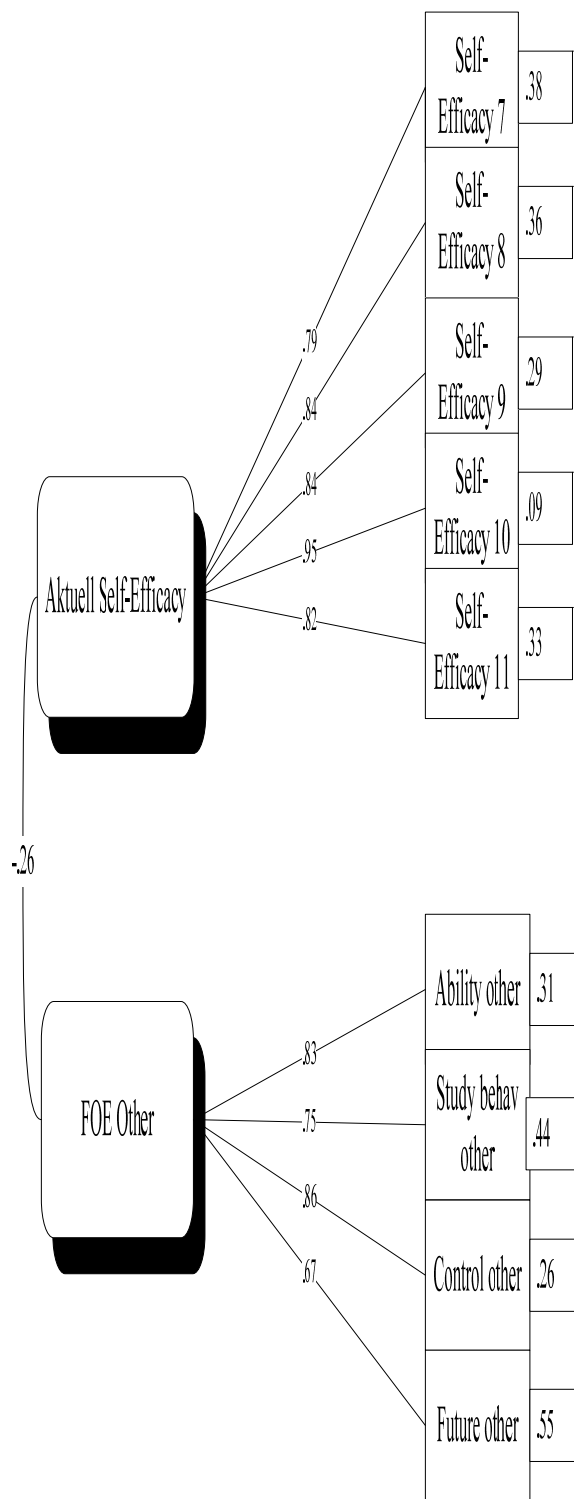 Self-
Efficacy 7
.38
Self-
Efficacy 8
.36
.79
Self-
Efficacy 9
.29
.84
.84
Self-
Efficacy 10
.09
.95
Aktuell Self-Efficacy
.82
Self-
Efficacy 11
.33
-.26
Ability other
.31
.83
FOE Other
.75
Study behav
other
.44
.86
Control other
.26
.67
Future other
.55